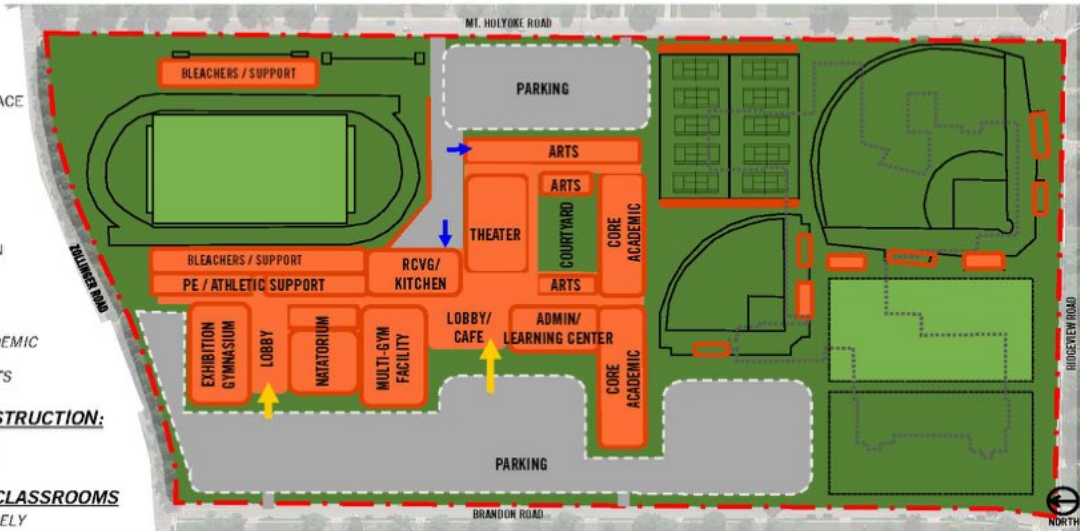 MT. HOLYOKE ROAD
BLEACHERS / SUPPORT
PARKING
ACE
ARTS
ARTS
THEATER
COURTYARD
CORE
ACADEMIC
ZOLLINGER ROAD
BLEACHERS / SUPPORT
PE / ATHLETIC SUPPORT
RCVG/
KITCHEN
ARTS
EXHIBITION
GYMNASIUM
LOBBY
NATATORIUM
MULTI-GYM
FACILITY
LOBBY/
CAFE
ADMIN/
LEARNING CENTER
CORE
ACADEMIC
RIDGEVIEW ROAD
DEMIC
TS
STRUCTION:
CLASSROOMS
ELY
PARKING
BRANDON ROAD
NORTH